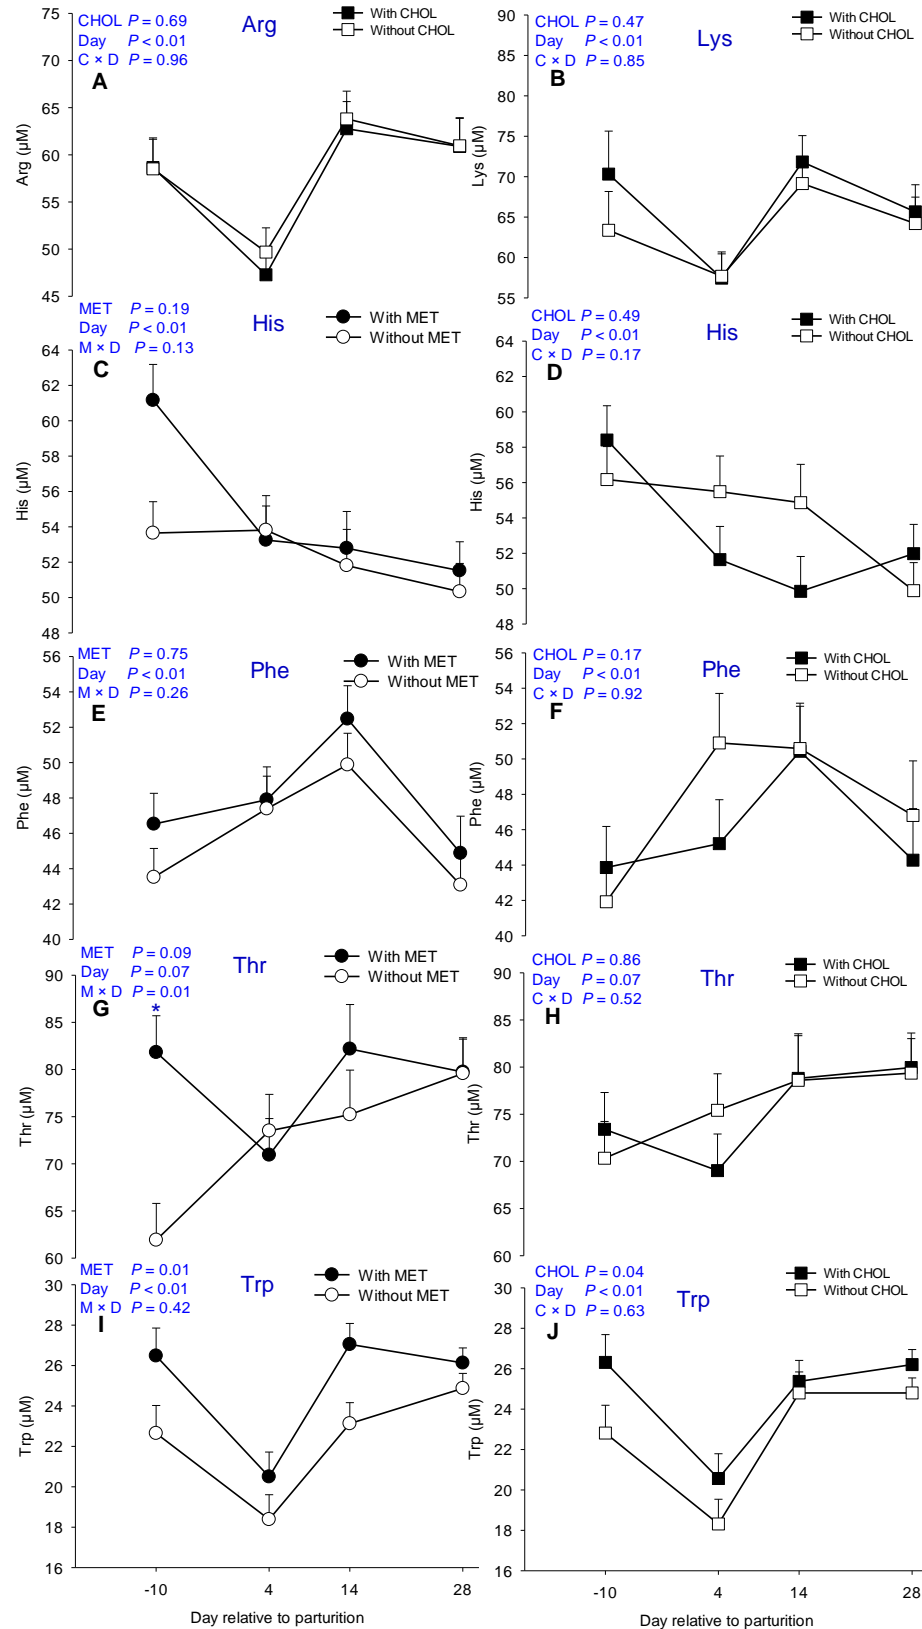 CHOL P = 0.69
Day P < 0.01
C × D P = 0.96
A
Arg
With CHOL
Without CHOL
75
70
65
60
55
50
45
Arg (µM)
CHOL P = 0.47
Day P < 0.01
C × D P = 0.85
B
Lys
With CHOL
Without CHOL
90
85
80
75
70
65
60
55
Lys (µM)
MET P = 0.19
Day P < 0.01
M × D P = 0.13
C
His
With MET
Without MET
64
62
60
58
56
54
52
50
48
His (µM)
CHOL P = 0.49
Day P < 0.01
C × D P = 0.17
D
His
With CHOL
Without CHOL
64
62
60
58
56
54
52
50
48
His (µM)
MET P = 0.75
Day P < 0.01
M × D P = 0.26
E
Phe
With MET
Without MET
56
54
52
50
48
46
44
42
40
Phe (µM)
CHOL P = 0.17
Day P < 0.01
C × D P = 0.92
F
Phe
With CHOL
Without CHOL
56
54
52
50
48
46
44
42
40
Phe (µM)
MET P = 0.09
Day P = 0.07
M × D P = 0.01
G
*
Thr
With MET
Without MET
90
85
80
75
70
65
60
Thr (µM)
CHOL P = 0.86
Day P = 0.07
C × D P = 0.52
H
Thr
With CHOL
Without CHOL
90
85
80
75
70
65
60
Thr (µM)
MET P = 0.01
Day P < 0.01
M × D P = 0.42
I
Trp
With MET
Without MET
30
28
26
24
22
20
18
16
Trp (µM)
-10 4 14 28
Day relative to parturition
CHOL P = 0.04
Day P < 0.01
C × D P = 0.63
J
Trp
With CHOL
Without CHOL
30
28
26
24
22
20
18
16
Trp (µM)
-10 4 14 28
Day relative to parturition